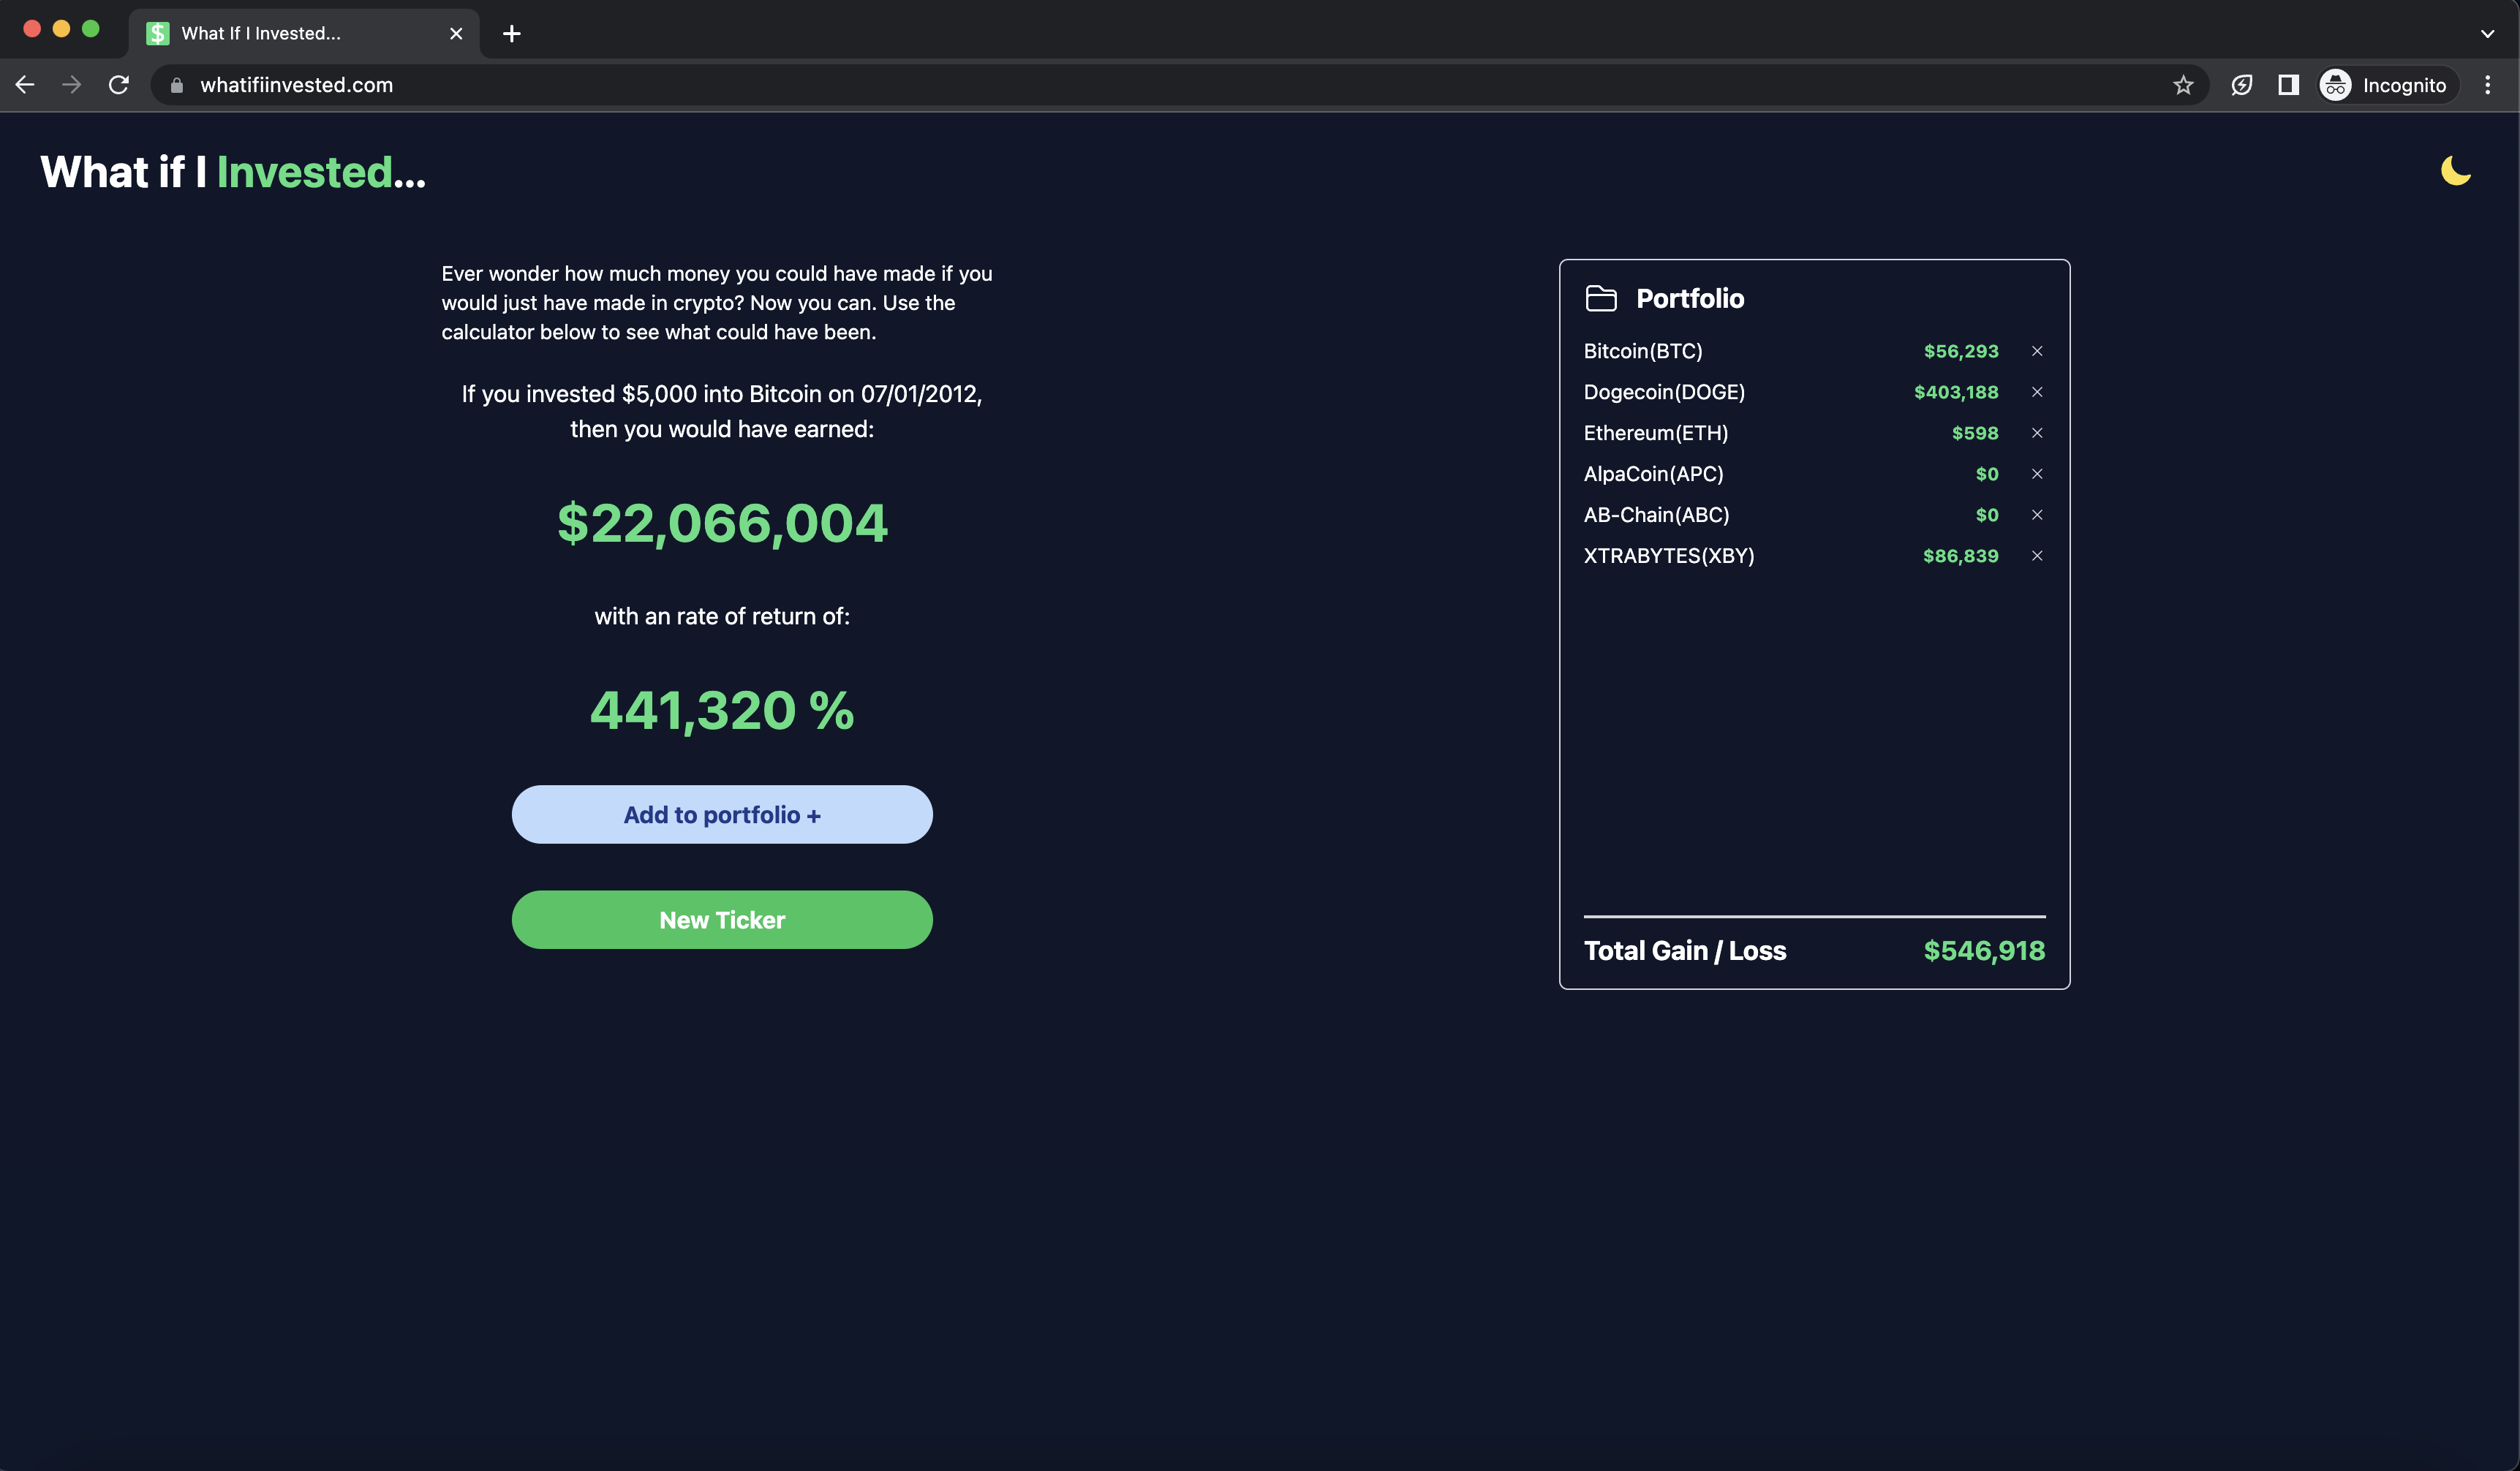 What If I Invested...
whatifiinvested.com
Incognito
What if I Invested...
Ever wonder how much money you could have made if you
would just have made in crypto? Now you can. Use the
calculator below to see what could have been.
If you invested $5,000 into Bitcoin on 07/01/2012,
then you would have earned:
$22,066,004
with an rate of return of:
441,320 %
Add to portfolio +
New Ticker
Portfolio
Bitcoin(BTC) $56,293 ×
Dogecoin(DOGE) $403,188 ×
Ethereum(ETH) $598 ×
AlpaCoin(APC) $0 ×
AB-Chain(ABC) $0 ×
XTRABYTES(XBY) $86,839 ×
Total Gain / Loss $546,918